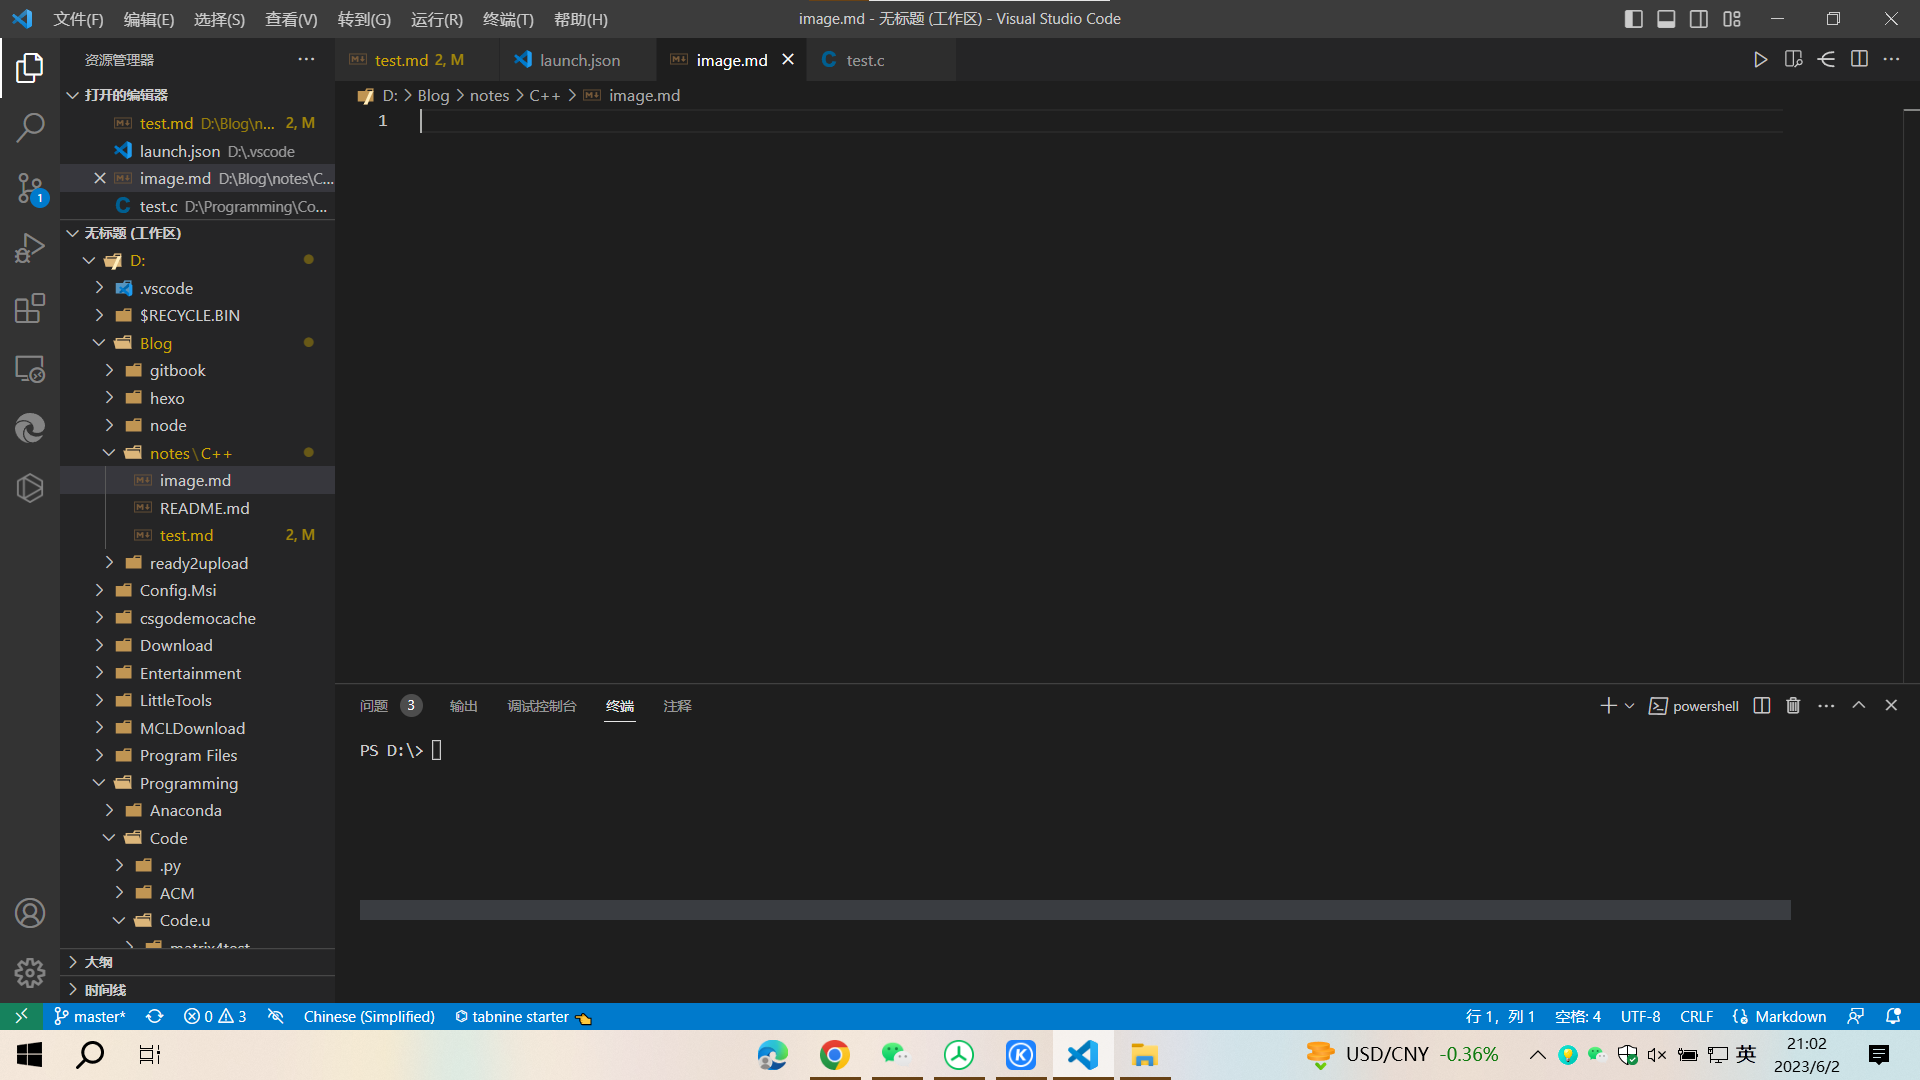 文件(F) 编辑(E) 选择(S) 查看(V) 转到(G) 运行(R) 终端(T) 帮助(H) image.md - 无标题 (工作区) - Visual Studio Code
资源管理器
test.md 2, M launch.json image.md test.c
打开的编辑器
test.md D:\Blog\n... 2, M
launch.json D:\.vscode
image.md D:\Blog\notes\C...
test.c D:\Programming\Co...
无标题 (工作区)
D:
.vscode
$RECYCLE.BIN
Blog
gitbook
hexo
node
notes\C++
image.md
README.md
test.md 2, M
ready2upload
Config.Msi
csgodemocache
Download
Entertainment
LittleTools
MCLDownload
Program Files
Programming
Anaconda
Code
.py
ACM
Code.u
matrix4test
大纲
时间线
D: > Blog > notes > C++ > image.md
1
问题 3 输出 调试控制台 终端 注释 powershell
PS D:\>
1
master* 0 3 Chinese (Simplified) tabnine starter 行 1，列 1 空格: 4 UTF-8 CRLF Markdown
USD/CNY -0.36% 英 21:02
2023/6/2